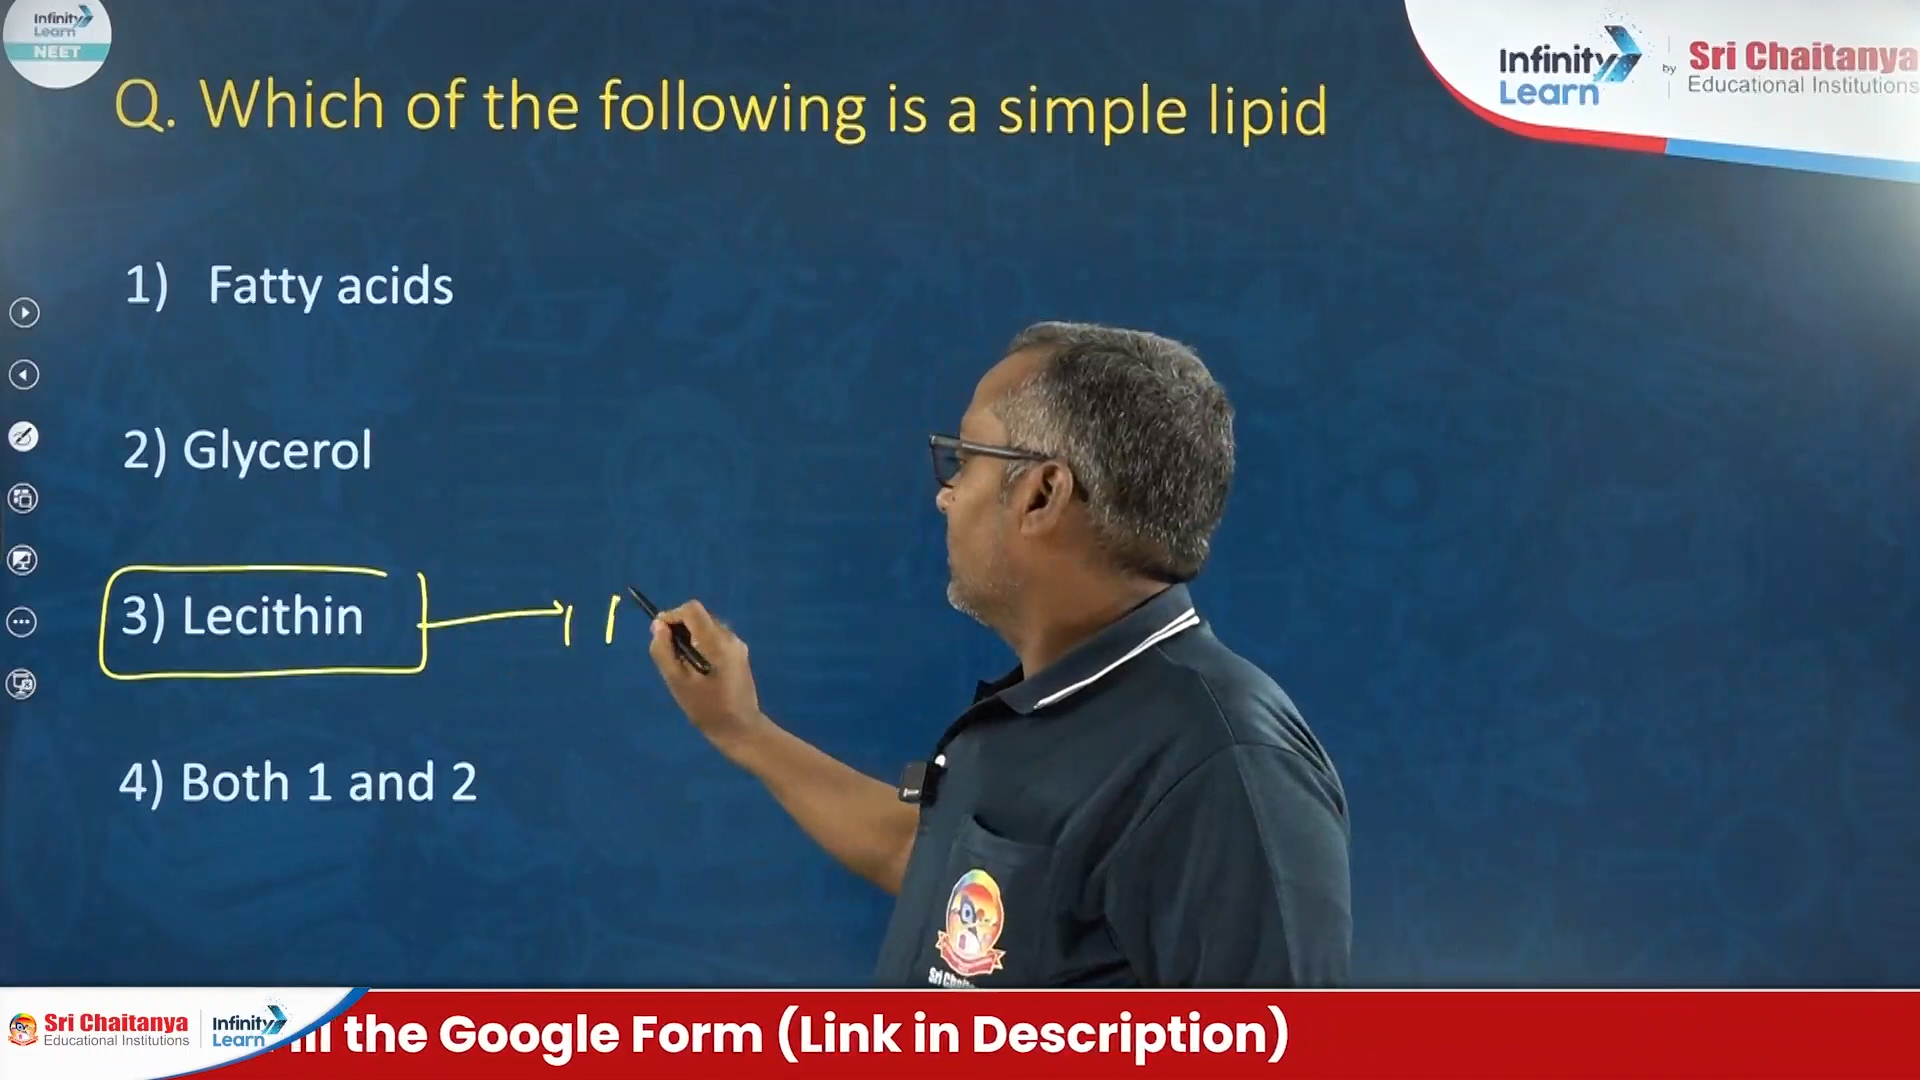 Infinity
Learn
NEET
Infinity
Learn
by
Sri Chaitanya
Educational Institutions
Q. Which of the following is a simple lipid
1) Fatty acids
2) Glycerol
3) Lecithin
4) Both 1 and 2
Sri Chaitanya
Educational Institutions
Infinity
Learn
the Google Form (Link in Description)